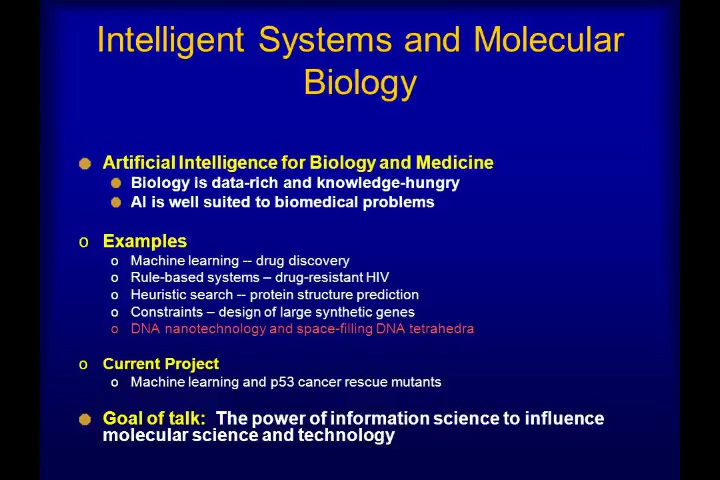 Intelligent Systems and Molecular
Biology
Artificial Intelligence for Biology and Medicine
Biology is data-rich and knowledge-hungry
AI is well suited to biomedical problems
o Examples
o Machine learning -- drug discovery
o Rule-based systems – drug-resistant HIV
o Heuristic search -- protein structure prediction
o Constraints – design of large synthetic genes
o DNA nanotechnology and space-filling DNA tetrahedra
o Current Project
o Machine learning and p53 cancer rescue mutants
Goal of talk: The power of information science to influence
molecular science and technology